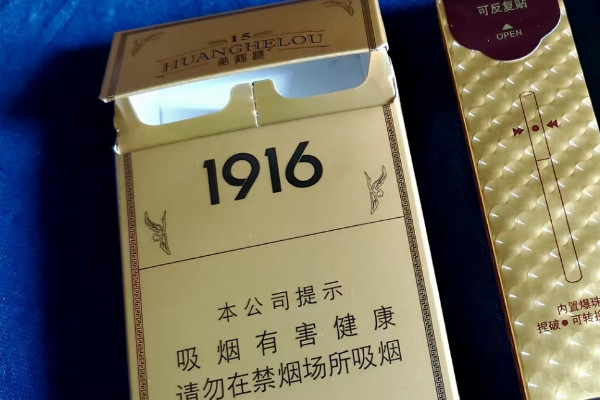 15
HUANGHELOU
黄鹤楼
1916
本公司提示
吸烟有害健康
请勿在禁烟场所吸烟
可反复贴
OPEN
内置爆珠
捏破●可转换